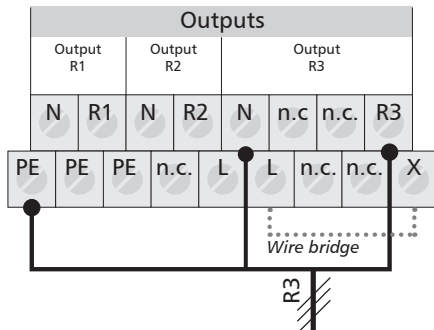 Outputs
Output Output Output
R1 R2 R3
N R1 N R2 N n.c n.c. R3
PE PE PE n.c. L L n.c. n.c. X
Wire bridge
R3